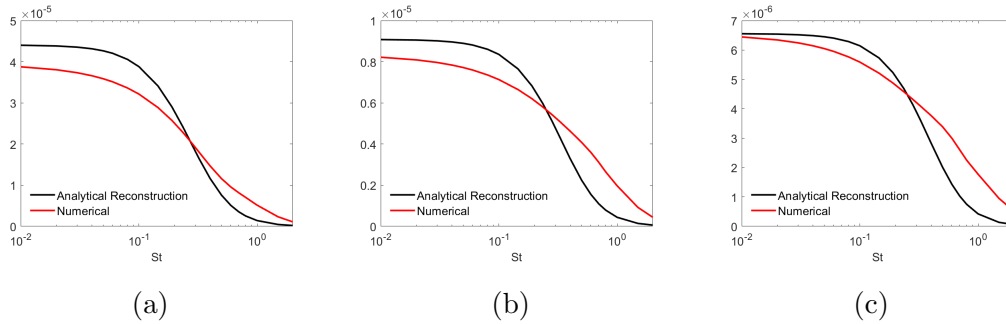 ×10⁻⁵
5
4
3
2
1
0
Analytical Reconstruction
Numerical
10⁻² 10⁻¹ 10⁰
St
(a)
×10⁻⁵
1
0.8
0.6
0.4
0.2
0
Analytical Reconstruction
Numerical
10⁻² 10⁻¹ 10⁰
St
(b)
×10⁻⁶
7
6
5
4
3
2
1
0
Analytical Reconstruction
Numerical
10⁻² 10⁻¹ 10⁰
St
(c)